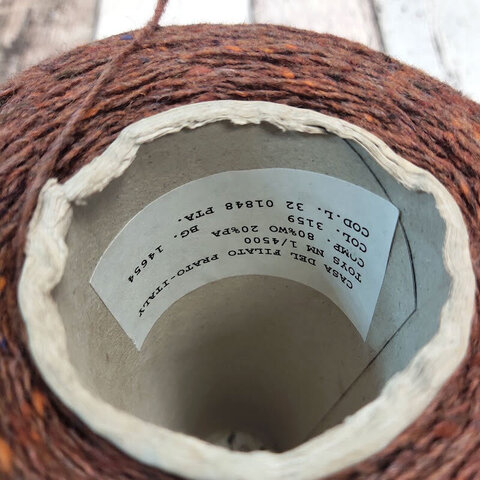 CASA DEL FILATO PRATO-ITALY
TOYS NM 1/4500
COMP. 80%WO 20%PA BG. 14654
COL. 3159
COD.L. 32 01848 PTA.